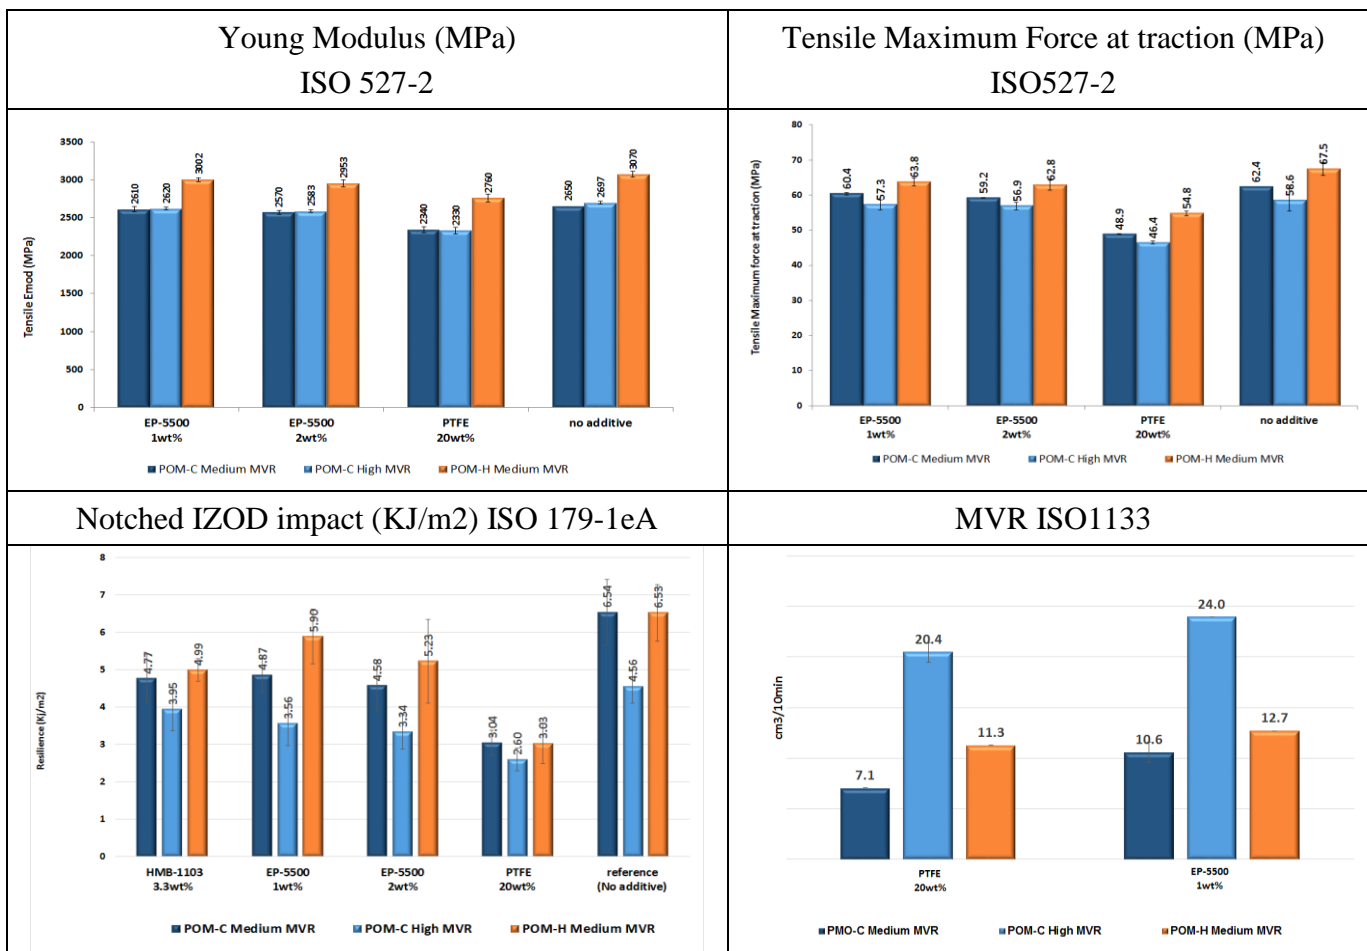 Young Modulus (MPa)
ISO 527-2
Tensile Maximum Force at traction (MPa)
ISO527-2
Tensile Emod (MPa)
3500
3000
2500
2000
1500
1000
500
0
2610
2620
3002
2570
2583
2953
2340
2330
2760
2650
2697
3070
EP-5500
1wt%
EP-5500
2wt%
PTFE
20wt%
no additive
POM-C Medium MVR POM-C High MVR POM-H Medium MVR
Tensile Maximum force at traction (MPa)
80
70
60
50
40
30
20
10
0
60.4
57.3
63.8
59.2
56.9
62.8
48.9
46.4
54.8
62.4
58.6
67.5
EP-5500
1wt%
EP-5500
2wt%
PTFE
20wt%
no additive
POM-C Medium MVR POM-C High MVR POM-H Medium MVR
Notched IZOD impact (KJ/m2) ISO 179-1eA
MVR ISO1133
Resilience (Kj/m2)
8
7
6
5
4
3
2
1
0
4.77
3.95
4.99
4.87
3.56
5.90
4.58
3.34
5.23
3.04
2.60
3.03
6.54
4.56
6.53
HMB-1103
3.3wt%
EP-5500
1wt%
EP-5500
2wt%
PTFE
20wt%
reference
(No additive)
POM-C Medium MVR POM-C High MVR POM-H Medium MVR
cm3/10min
7.1
20.4
11.3
10.6
24.0
12.7
PTFE
20wt%
EP-5500
1wt%
PMO-C Medium MVR POM-C High MVR POM-H Medium MVR